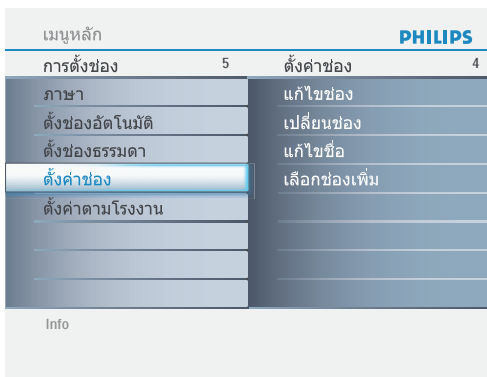 เมนูหลัก PHILIPS
การตั้งช่อง 5 ตั้งค่าช่อง 4
ภาษา แก้ไขช่อง
ตั้งช่องอัตโนมัติ เปลี่ยนช่อง
ตั้งช่องธรรมดา แก้ไขชื่อ
ตั้งค่าช่อง เลือกช่องเพิ่ม
ตั้งค่าตามโรงงาน
Info